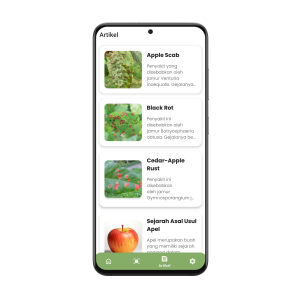 Artikel
Apple Scab
Penyakit yang
disebabkan oleh
jamur Venturia
inaequalis. Gejalanya...
Black Rot
Penyakit ini
disebabkan oleh
jamur Botryosphaeria
obtusa. Gejalanya be...
Cedar-Apple
Rust
Penyakit ini
disebabkan
oleh jamur
Gymnosporangium j...
Sejarah Asal Usul
Apel
Apel merupakan buah
yang memiliki sejarah
Artikel